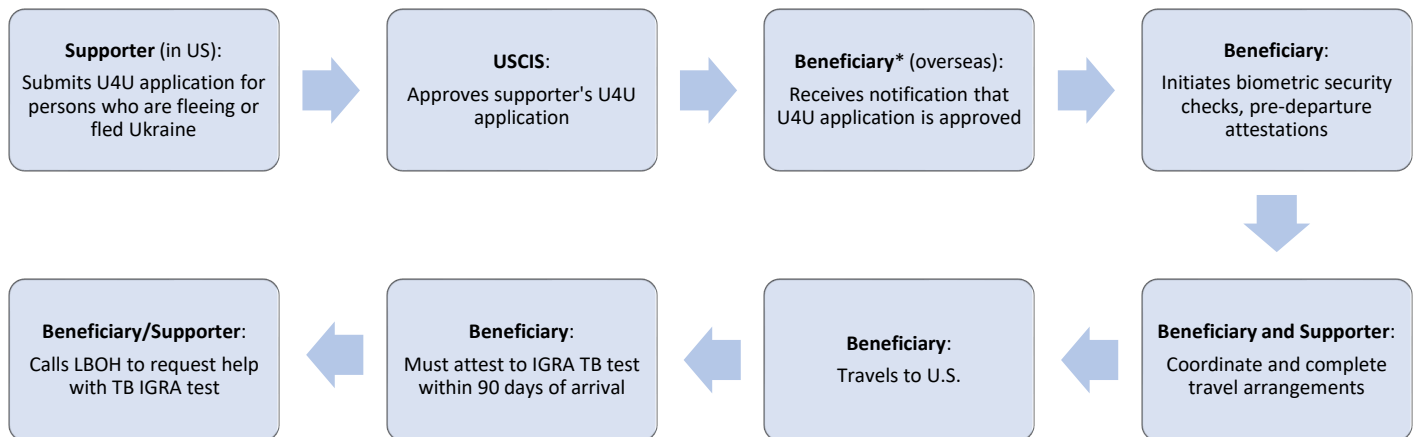 Supporter (in US):
Submits U4U application for
persons who are fleeing or
fled Ukraine
USCIS:
Approves supporter's U4U
application
Beneficiary* (overseas):
Receives notification that
U4U application is approved
Beneficiary:
Initiates biometric security
checks, pre-departure
attestations
Beneficiary and Supporter:
Coordinate and complete
travel arrangements
Beneficiary:
Travels to U.S.
Beneficiary:
Must attest to IGRA TB test
within 90 days of arrival
Beneficiary/Supporter:
Calls LBOH to request help
with TB IGRA test